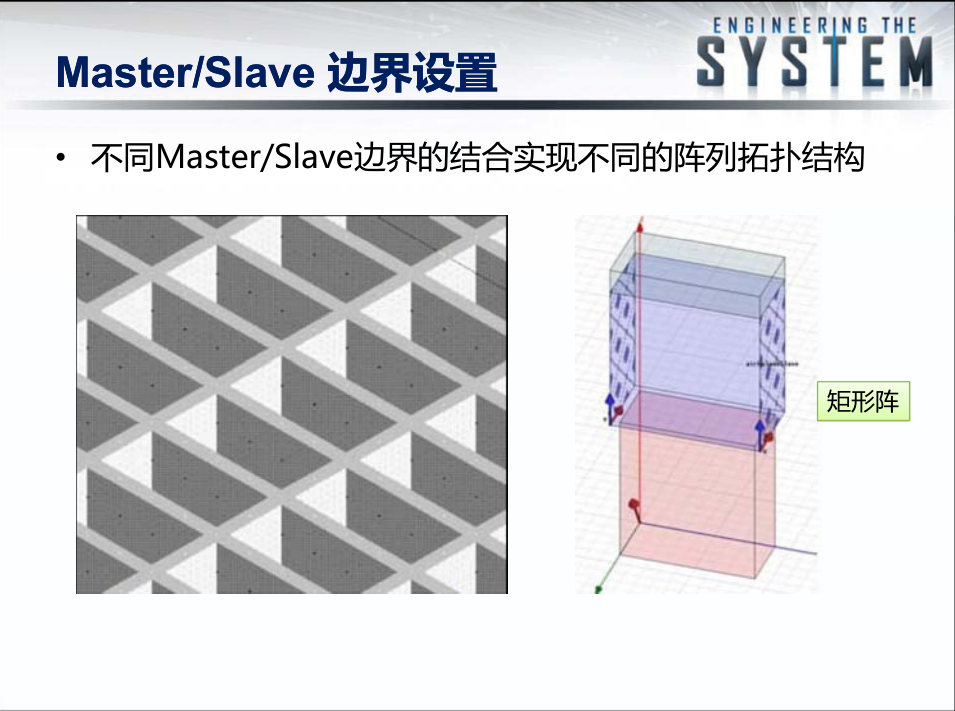 ENGINEERING THE
SYSTEM
Master/Slave 边界设置
• 不同Master/Slave边界的结合实现不同的阵列拓扑结构
矩形阵